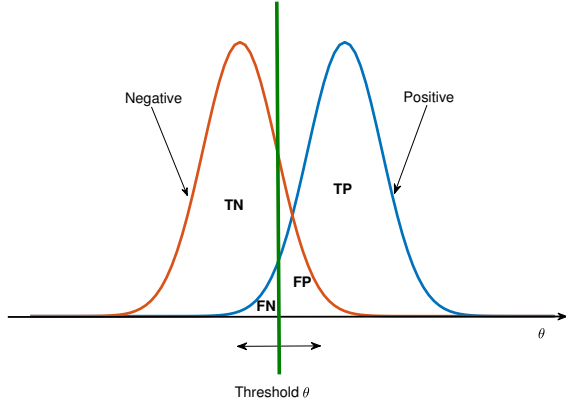 Negative
Positive
TP
TN
FP
FN
θ
Threshold θ